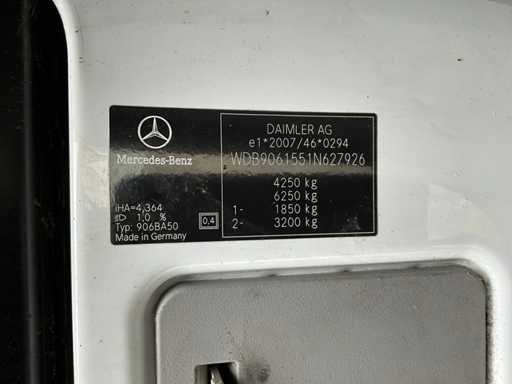 DAIMLER AG
e1*2007/46*0294
WDB9061551N627926
Mercedes-Benz
4250 kg
6250 kg
1- 1850 kg
2- 3200 kg
iHA=4,364
1.0 %
Typ: 906BA50
0.4
Made in Germany